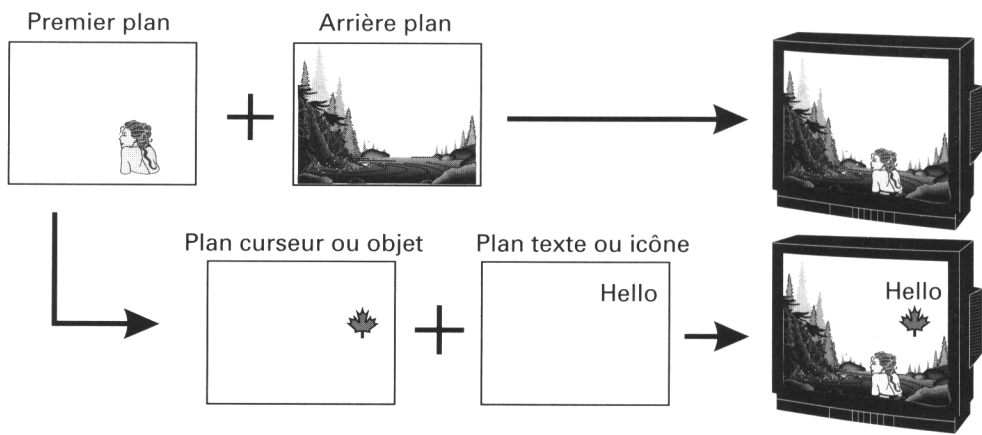 Premier plan
Arrière plan
Plan curseur ou objet
Plan texte ou icône
Hello
Hello